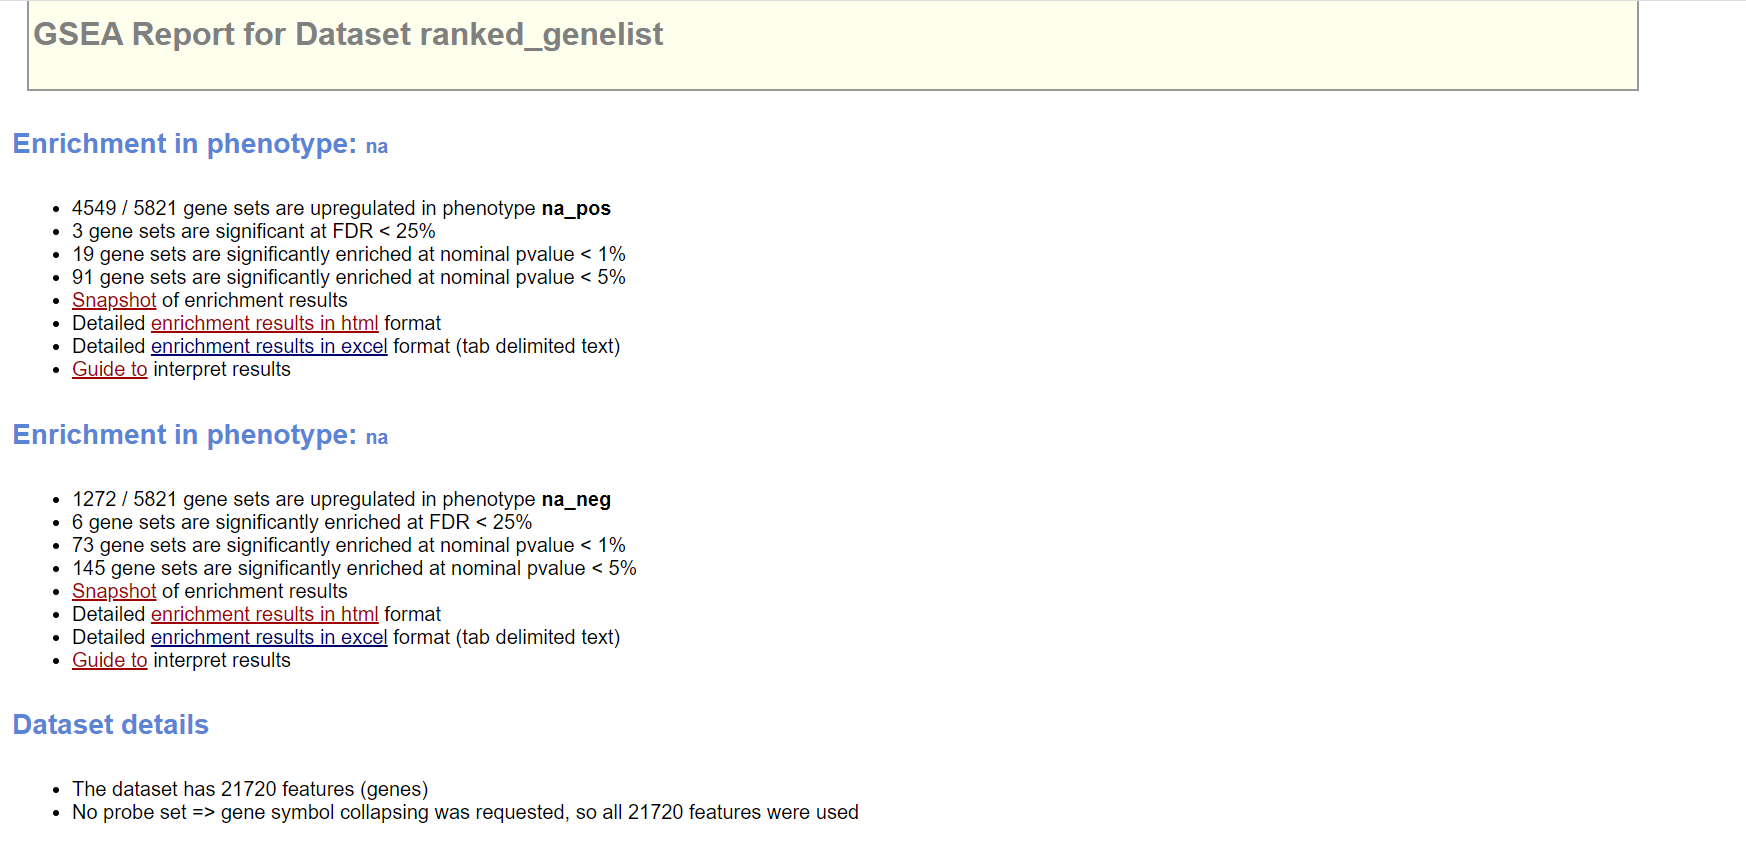 GSEA Report for Dataset ranked_genelist
Enrichment in phenotype: na
• 4549 / 5821 gene sets are upregulated in phenotype na_pos
• 3 gene sets are significant at FDR < 25%
• 19 gene sets are significantly enriched at nominal pvalue < 1%
• 91 gene sets are significantly enriched at nominal pvalue < 5%
• Snapshot of enrichment results
• Detailed enrichment results in html format
• Detailed enrichment results in excel format (tab delimited text)
• Guide to interpret results
Enrichment in phenotype: na
• 1272 / 5821 gene sets are upregulated in phenotype na_neg
• 6 gene sets are significantly enriched at FDR < 25%
• 73 gene sets are significantly enriched at nominal pvalue < 1%
• 145 gene sets are significantly enriched at nominal pvalue < 5%
• Snapshot of enrichment results
• Detailed enrichment results in html format
• Detailed enrichment results in excel format (tab delimited text)
• Guide to interpret results
Dataset details
• The dataset has 21720 features (genes)
• No probe set => gene symbol collapsing was requested, so all 21720 features were used